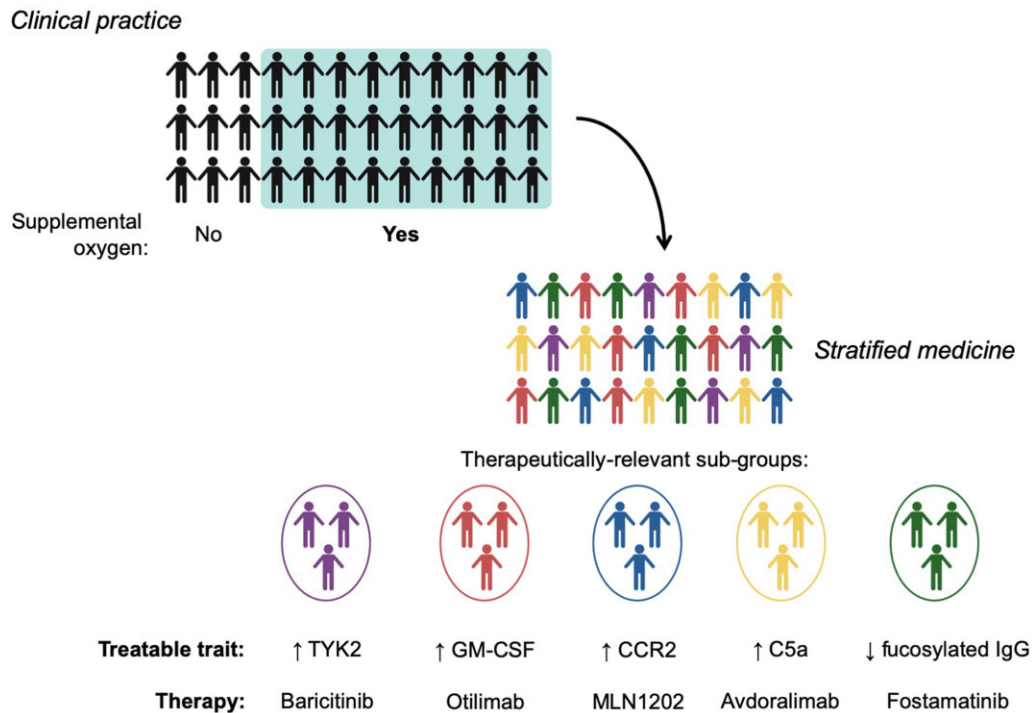 Clinical practice
Supplemental
oxygen:
No
Yes
Stratified medicine
Therapeutically-relevant sub-groups:
Treatable trait: ↑ TYK2 ↑ GM-CSF ↑ CCR2 ↑ C5a ↓ fucosylated IgG
Therapy: Baricitinib Otilimab MLN1202 Avdoralimab Fostamatinib